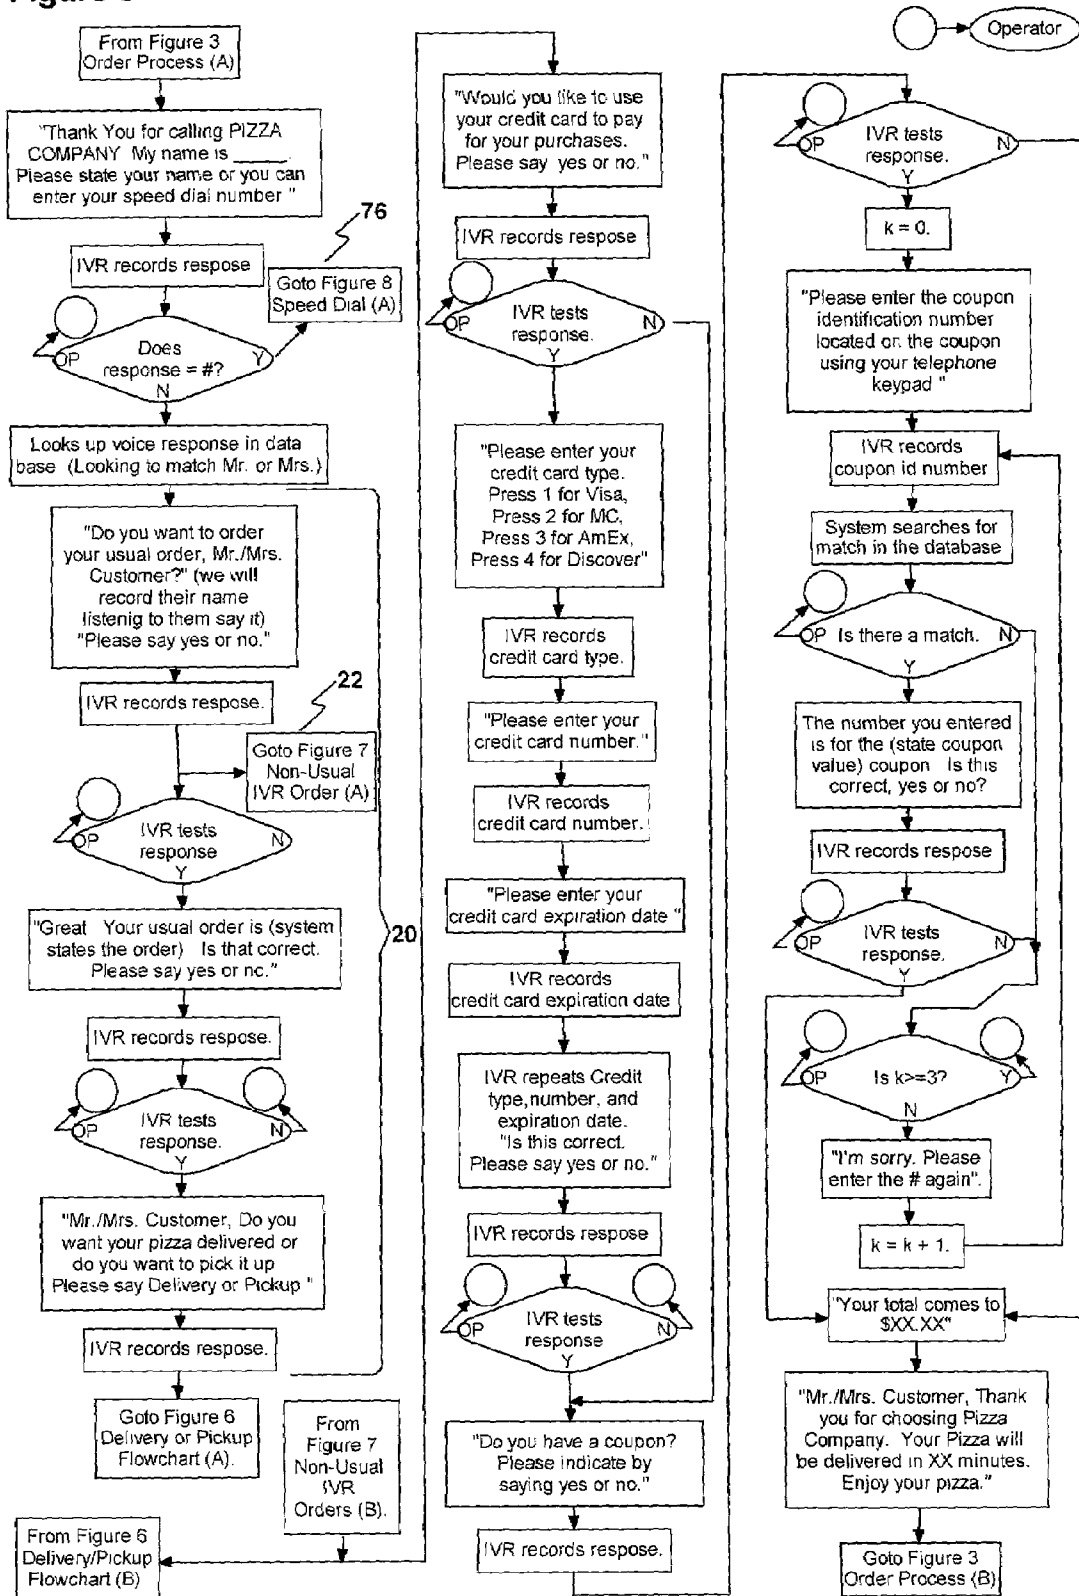 From Figure 3
Order Process (A)
"Thank You for calling PIZZA
COMPANY My name is _____.
Please state your name or you can
enter your speed dial number "
IVR records respose
76
Goto Figure 8
Speed Dial (A)
OP
Does
response = #?
Y
N
Looks up voice response in data
base (Looking to match Mr. or Mrs.)
"Do you want to order
your usual order, Mr./Mrs.
Customer?" (we will
record their name
listenig to them say it)
"Please say yes or no."
IVR records respose.
22
Goto Figure 7
Non-Usual
IVR Order (A)
OP
IVR tests
response
N
Y
"Great Your usual order is (system
states the order) Is that correct.
Please say yes or no."
20
IVR records respose.
OP
IVR tests
response.
N
Y
"Mr./Mrs. Customer, Do you
want your pizza delivered or
do you want to pick it up
Please say Delivery or Pickup "
IVR records respose.
Goto Figure 6
Delivery or Pickup
Flowchart (A).
From
Figure 7
Non-Usual
IVR
Orders (B).
From Figure 6
Delivery/Pickup
Flowchart (B)
"Would you like to use
your credit card to pay
for your purchases.
Please say yes or no."
IVR records respose
OP
IVR tests
response.
N
Y
"Please enter your
credit card type.
Press 1 for Visa,
Press 2 for MC,
Press 3 for AmEx,
Press 4 for Discover"
IVR records
credit card type.
"Please enter your
credit card number."
IVR records
credit card number.
"Please enter your
credit card expiration date "
IVR records
credit card expiration date
IVR repeats Credit
type,number, and
expiration date.
"Is this correct.
Please say yes or no."
IVR records respose
OP
IVR tests
response
N
Y
"Do you have a coupon?
Please indicate by
saying yes or no."
IVR records respose.
Operator
OP
IVR tests
response.
N
Y
k = 0.
"Please enter the coupon
identification number
located on the coupon
using your telephone
keypad "
IVR records
coupon id number
System searches for
match in the database
OP
Is there a match.
N
Y
The number you entered
is for the (state coupon
value) coupon Is this
correct, yes or no?
IVR records respose
OP
IVR tests
response.
N
Y
OP
Is k>=3?
Y
N
"I'm sorry. Please
enter the # again".
k = k + 1.
"Your total comes to
$XX.XX"
"Mr./Mrs. Customer, Thank
you for choosing Pizza
Company. Your Pizza will
be delivered in XX minutes.
Enjoy your pizza."
Goto Figure 3
Order Process (B)